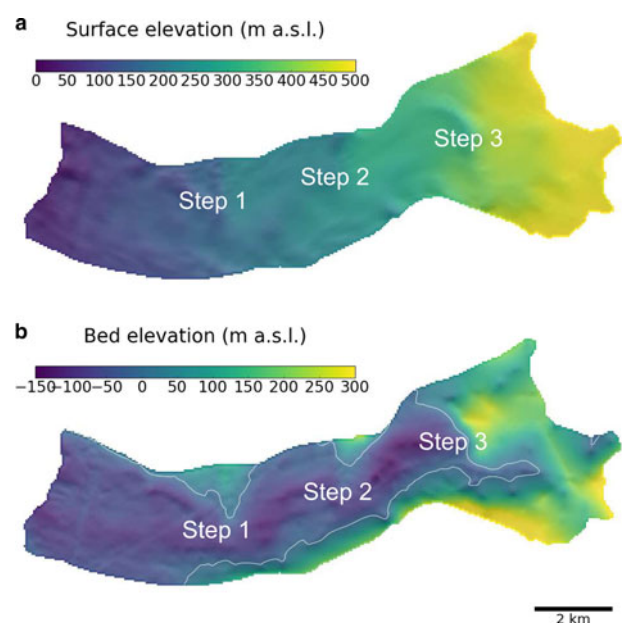 a
Surface elevation (m a.s.l.)
0 50 100 150 200 250 300 350 400 450 500
Step 3
Step 2
Step 1
b
Bed elevation (m a.s.l.)
−150−100−50 0 50 100 150 200 250 300
Step 3
Step 2
Step 1
2 km